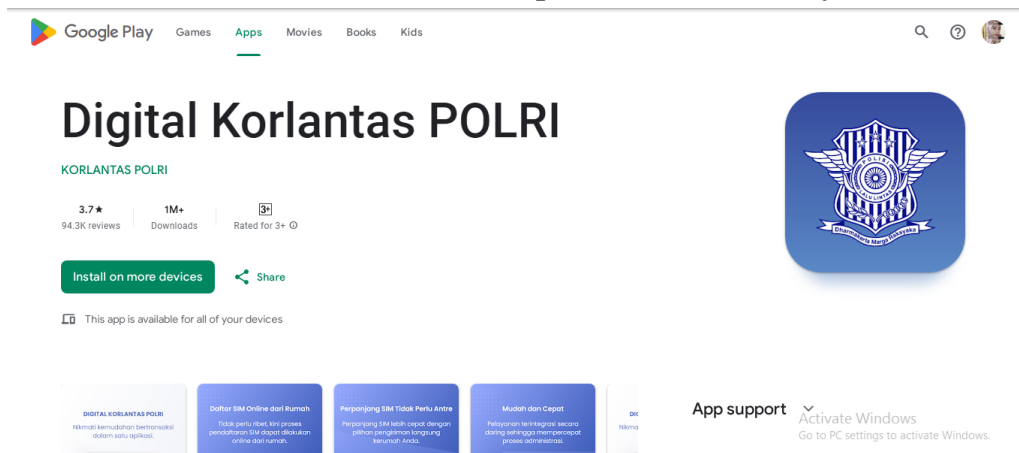 Google Play Games Apps Movies Books Kids
Digital Korlantas POLRI
KORLANTAS POLRI
3.7★ 1M+ 3+
94.3K reviews Downloads Rated for 3+
Install on more devices Share
This app is available for all of your devices
DIGITAL KORLANTAS POLRI
Nikmati kemudahan bertransaksi
dalam satu aplikasi.
Daftar SIM Online dari Rumah
Tidak perlu ribet, kini proses
pendaftaran SIM dapat dilakukan
online dari rumah.
Perpanjang SIM Tidak Perlu Antre
Perpanjang SIM lebih cepat dengan
pilihan pengiriman langsung
kerumah Anda.
Mudah dan Cepat
Pelayanan terintegrasi secara
daring sehingga mempercepat
proses administrasi.
POLISI
LALU LINTAS
App support
Activate Windows
Go to PC settings to activate Windows.